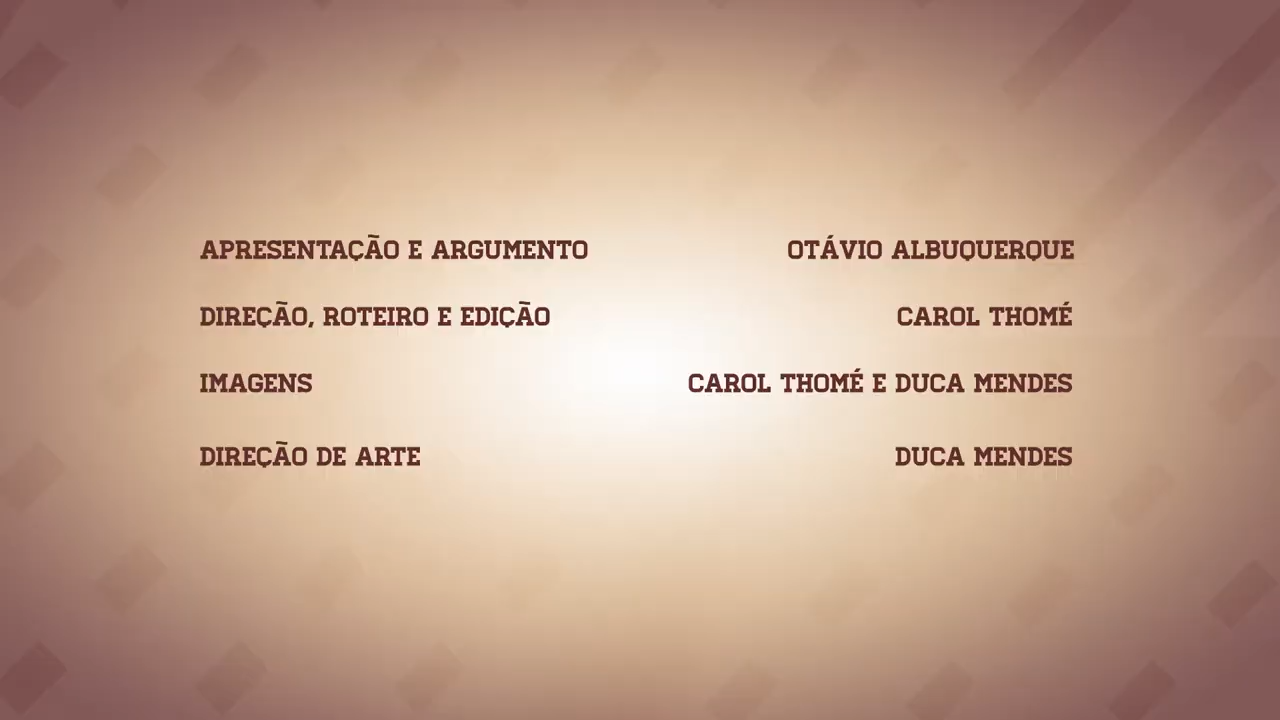 APRESENTAÇÃO E ARGUMENTO OTÁVIO ALBUQUERQUE
DIREÇÃO, ROTEIRO E EDIÇÃO CAROL THOMÉ
IMAGENS CAROL THOMÉ E DUCA MENDES
DIREÇÃO DE ARTE DUCA MENDES